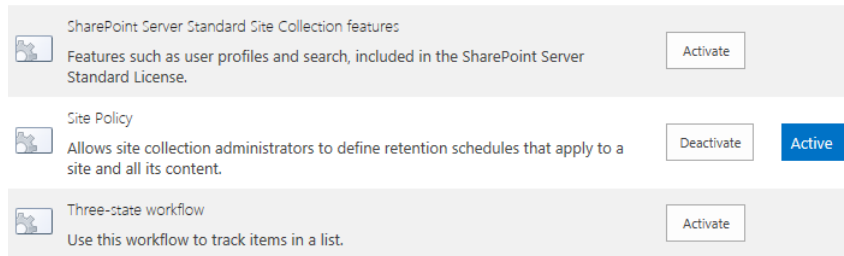 SharePoint Server Standard Site Collection features
Features such as user profiles and search, included in the SharePoint Server
Standard License.
Activate
Site Policy
Allows site collection administrators to define retention schedules that apply to a
site and all its content.
Deactivate
Active
Three-state workflow
Use this workflow to track items in a list.
Activate